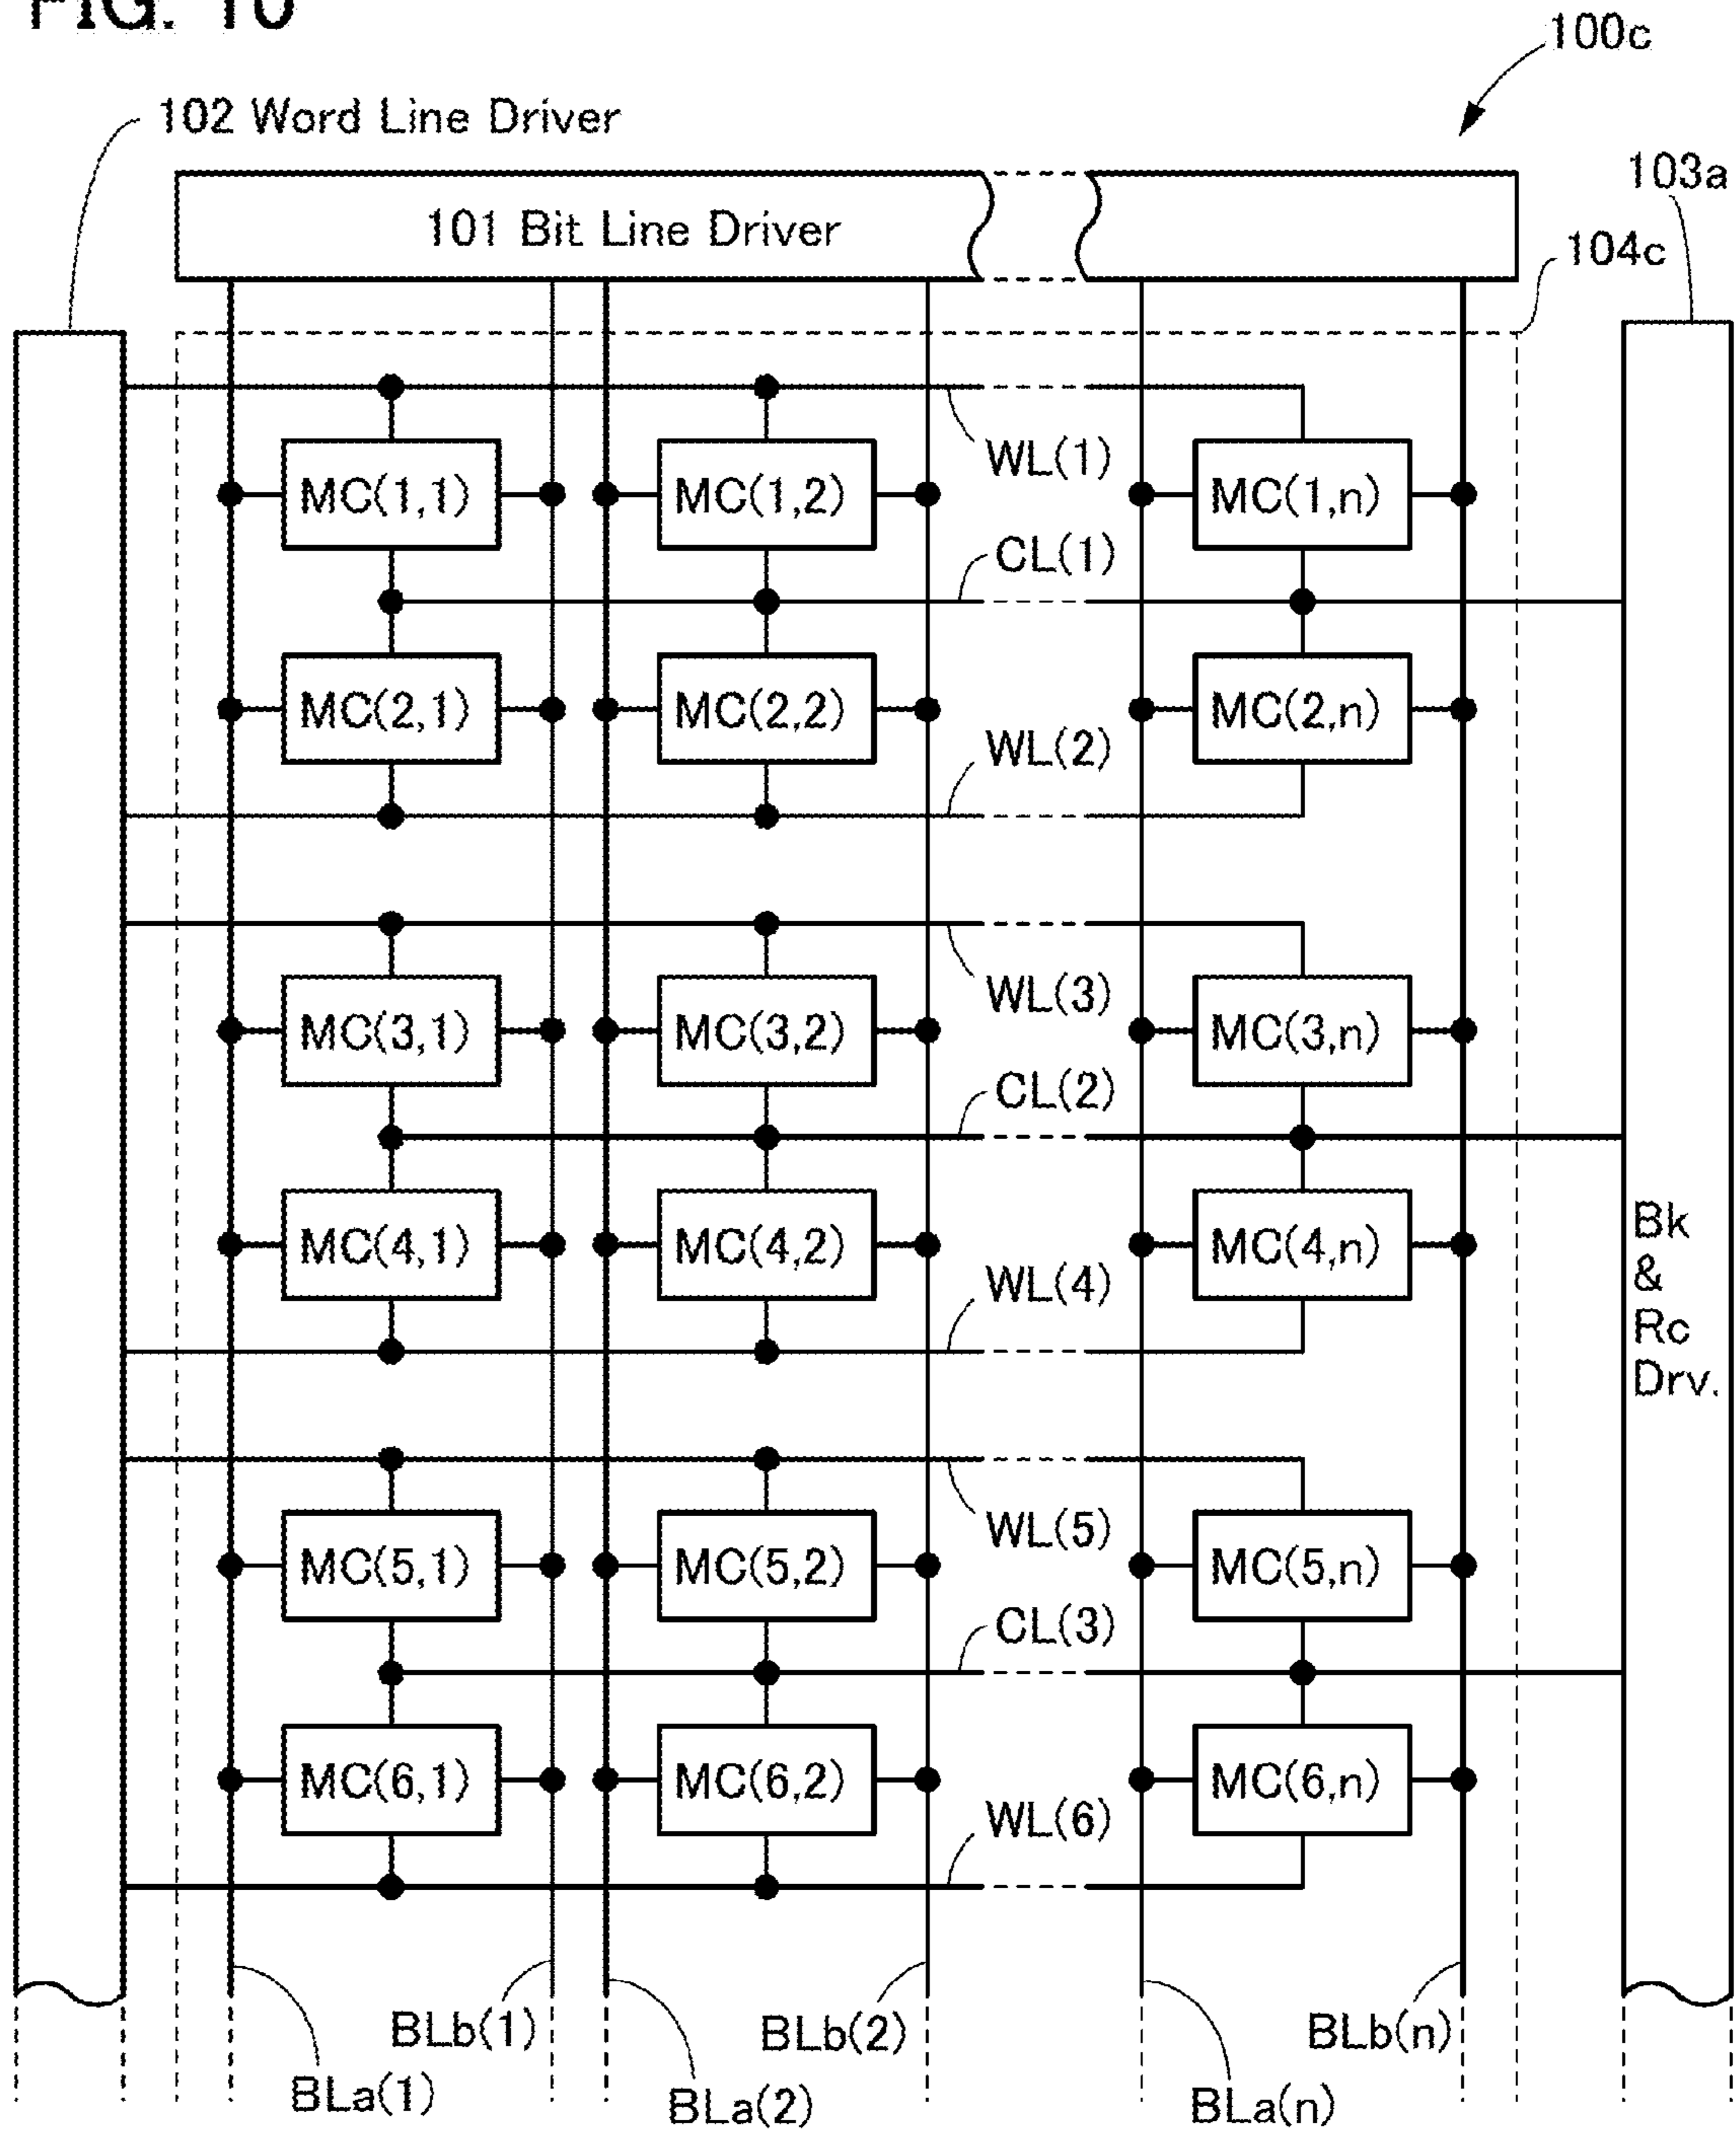 FIG. 10
100c
102 Word Line Driver
103a
101 Bit Line Driver
104c
WL(1)
MC(1,1) MC(1,2) MC(1,n)
CL(1)
MC(2,1) MC(2,2) MC(2,n)
WL(2)
WL(3)
MC(3,1) MC(3,2) MC(3,n)
CL(2)
MC(4,1) MC(4,2) MC(4,n)
WL(4)
Bk
&
Rc
Drv.
WL(5)
MC(5,1) MC(5,2) MC(5,n)
CL(3)
MC(6,1) MC(6,2) MC(6,n)
WL(6)
BLb(1) BLb(2) BLb(n)
BLa(1) BLa(2) BLa(n)